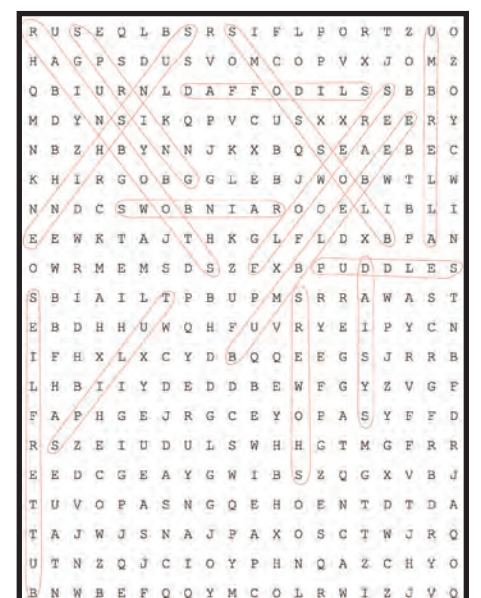 R U S E Q L B S R S I F L P O R T Z U O
H A G P S D U S V O M C O P V X J O M Z
Q B I U R N L D A F F O D I L S S B B O
M D Y N S I K Q P V C U S X X R E E R Y
N B Z H B Y N N J K X B Q S E A E B E C
K H I R G O B G G L E B J W O B W T L W
N N D C S W O B N I A R O O E L I B L I
E E W K T A J T H K G L F L D X B P A N
O W R M E M S D S Z F X B P U D D L E S
S B I A I L T P B U P M S R R A W A S T
E B D H H U W Q H F U V R Y E I P Y C N
I F H X L X C Y D B Q Q E E G S J R R B
L H B I I Y D E D D B E W F G Y Z V G F
F A P H G E J R G C E Y O P A S Y F F D
R S Z E I U D U L S W H H G T M G F R R
E E D C G E A Y G W I B S Z Q G X V B J
T U V O P A S N G Q E H O E N T D T D A
T A J W J S N A J P A X O S C T W J R Q
U T N Z Q J C I O Y P H N Q A Z C H Y O
B N W B E F Q Q Y M C O L R W I Z J V Q